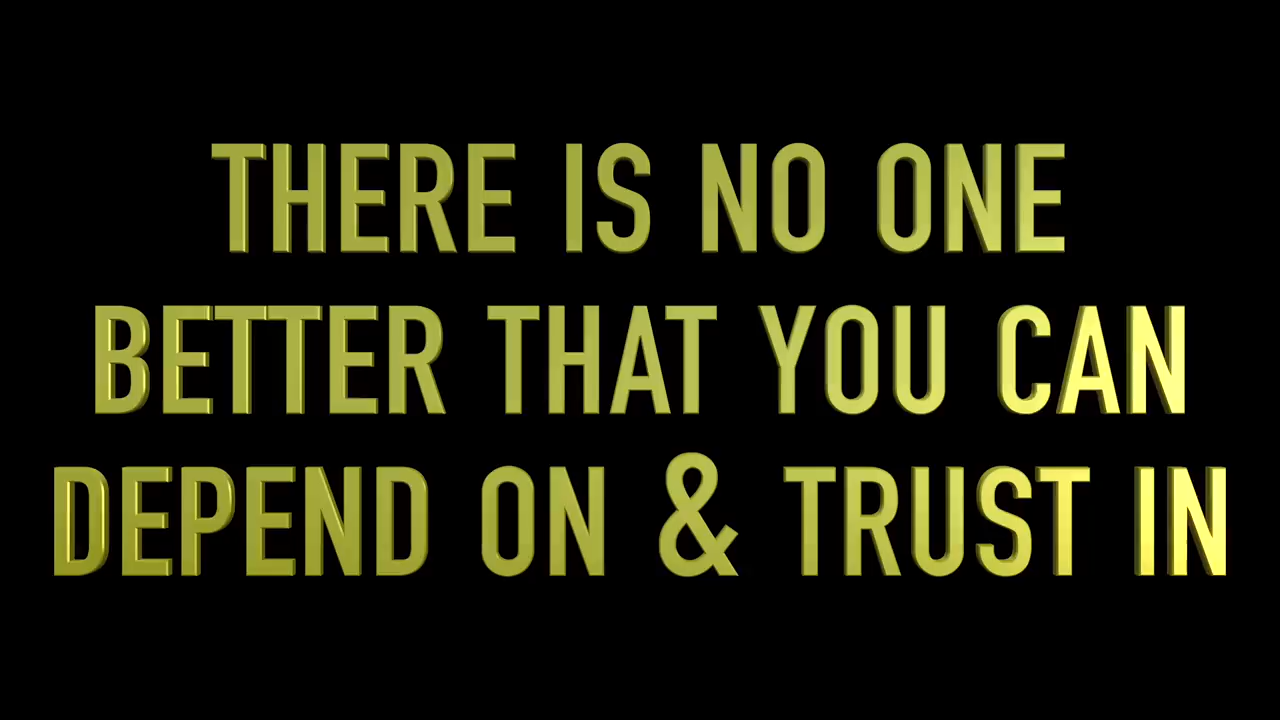 THERE IS NO ONE
BETTER THAT YOU CAN
DEPEND ON & TRUST IN